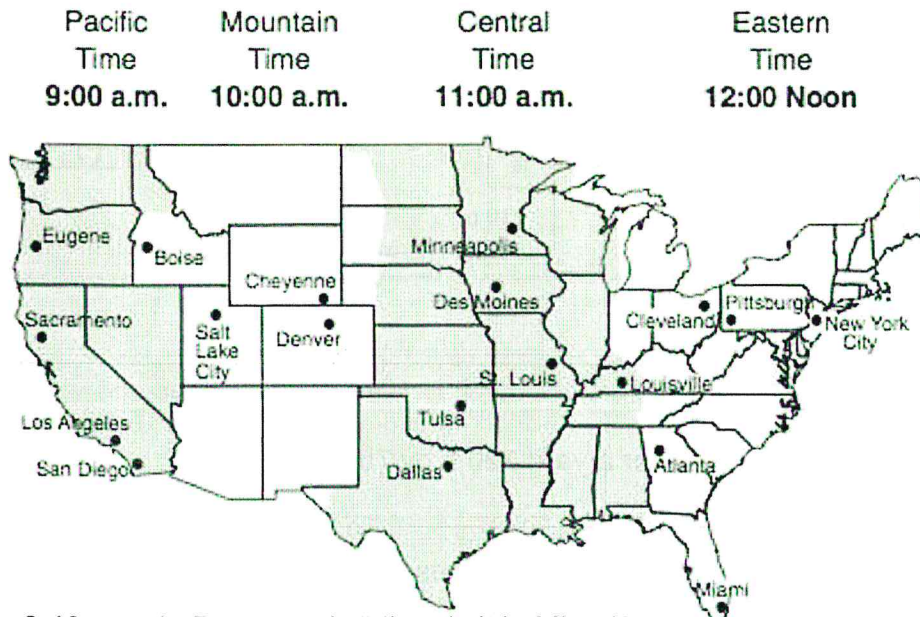 Pacific Time 9:00 a.m.
Mountain Time 10:00 a.m.
Central Time 11:00 a.m.
Eastern Time 12:00 Noon
Eugene
Boise
Minneapolis
Cheyenne
Des Moines
Sacramento
Salt Lake City
Denver
Cleveland
Pittsburgh
New York City
St. Louis
Louisville
Los Angeles
Tulsa
San Diego
Dallas
Atlanta
Miami